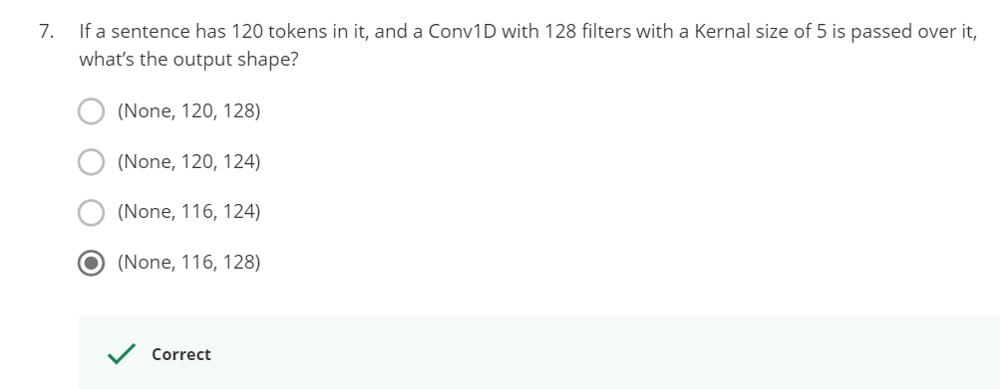 7. If a sentence has 120 tokens in it, and a Conv1D with 128 filters with a Kernal size of 5 is passed over it,
what's the output shape?
(None, 120, 128)
(None, 120, 124)
(None, 116, 124)
(None, 116, 128)
Correct